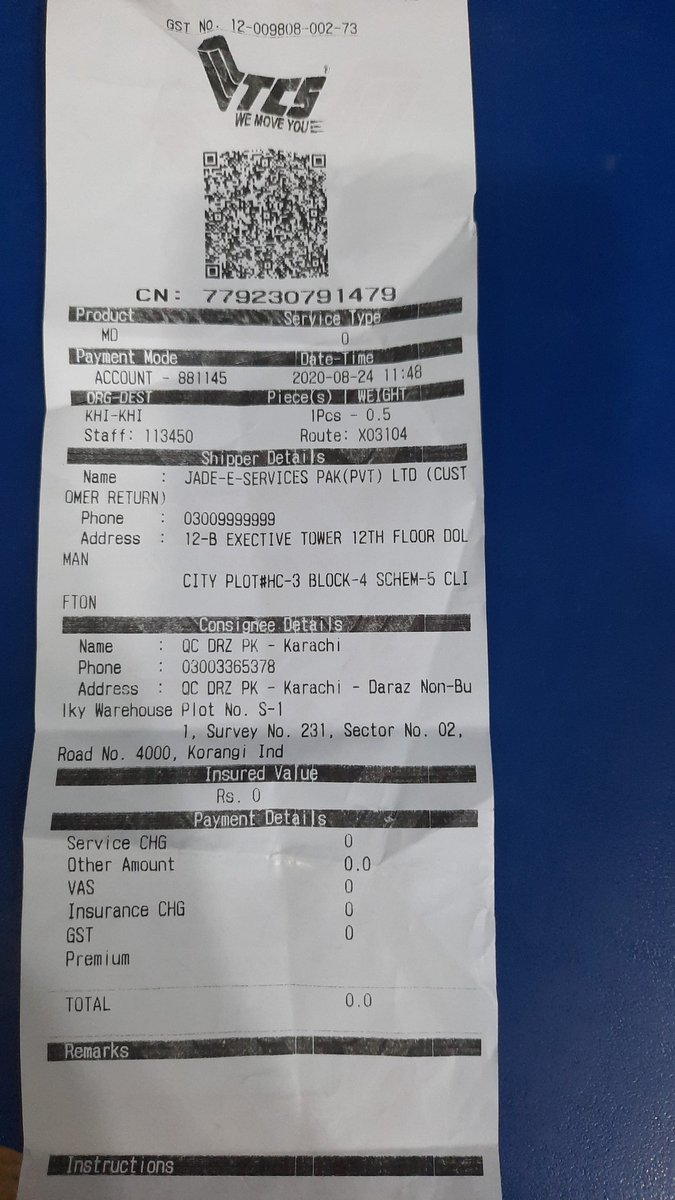 GST NO. 12-009808-002-73
TCS®
WE MOVE YOU
CN: 779230791479
Product Service Type
MD O
Payment Mode Date-Time
ACCOUNT - 881145 2020-08-24 11:48
ORG-DEST Piece(s) | WEIGHT
KHI-KHI 1Pcs - 0.5
Staff: 113450 Route: X03104
Shipper Details
Name : JADE-E-SERVICES PAK(PVT) LTD (CUST
OMER RETURN)
Phone : 03009999999
Address : 12-B EXECTIVE TOWER 12TH FLOOR DOL
MAN
CITY PLOT#HC-3 BLOCK-4 SCHEM-5 CLI
FTON
Consignee Details
Name : QC DRZ PK - Karachi
Phone : 03003365378
Address : QC DRZ PK - Karachi - Daraz Non-Bu
lky Warehouse Plot No. S-1
1, Survey No. 231, Sector No. 02,
Road No. 4000, Korangi Ind
Insured Value
Rs. 0
Payment Details
Service CHG 0
Other Amount 0.0
VAS 0
Insurance CHG 0
GST 0
Premium
TOTAL 0.0
Remarks
Instructions